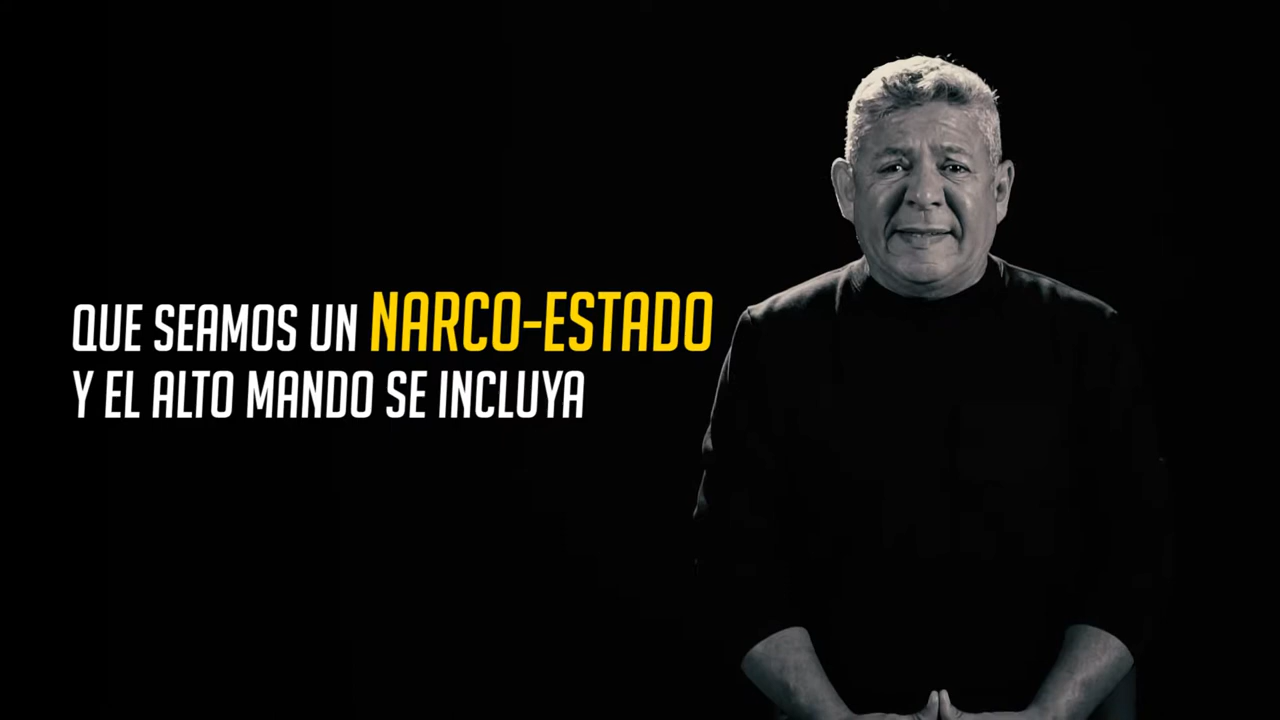 QUE SEAMOS UN NARCO-ESTADO
Y EL ALTO MANDO SE INCLUYA